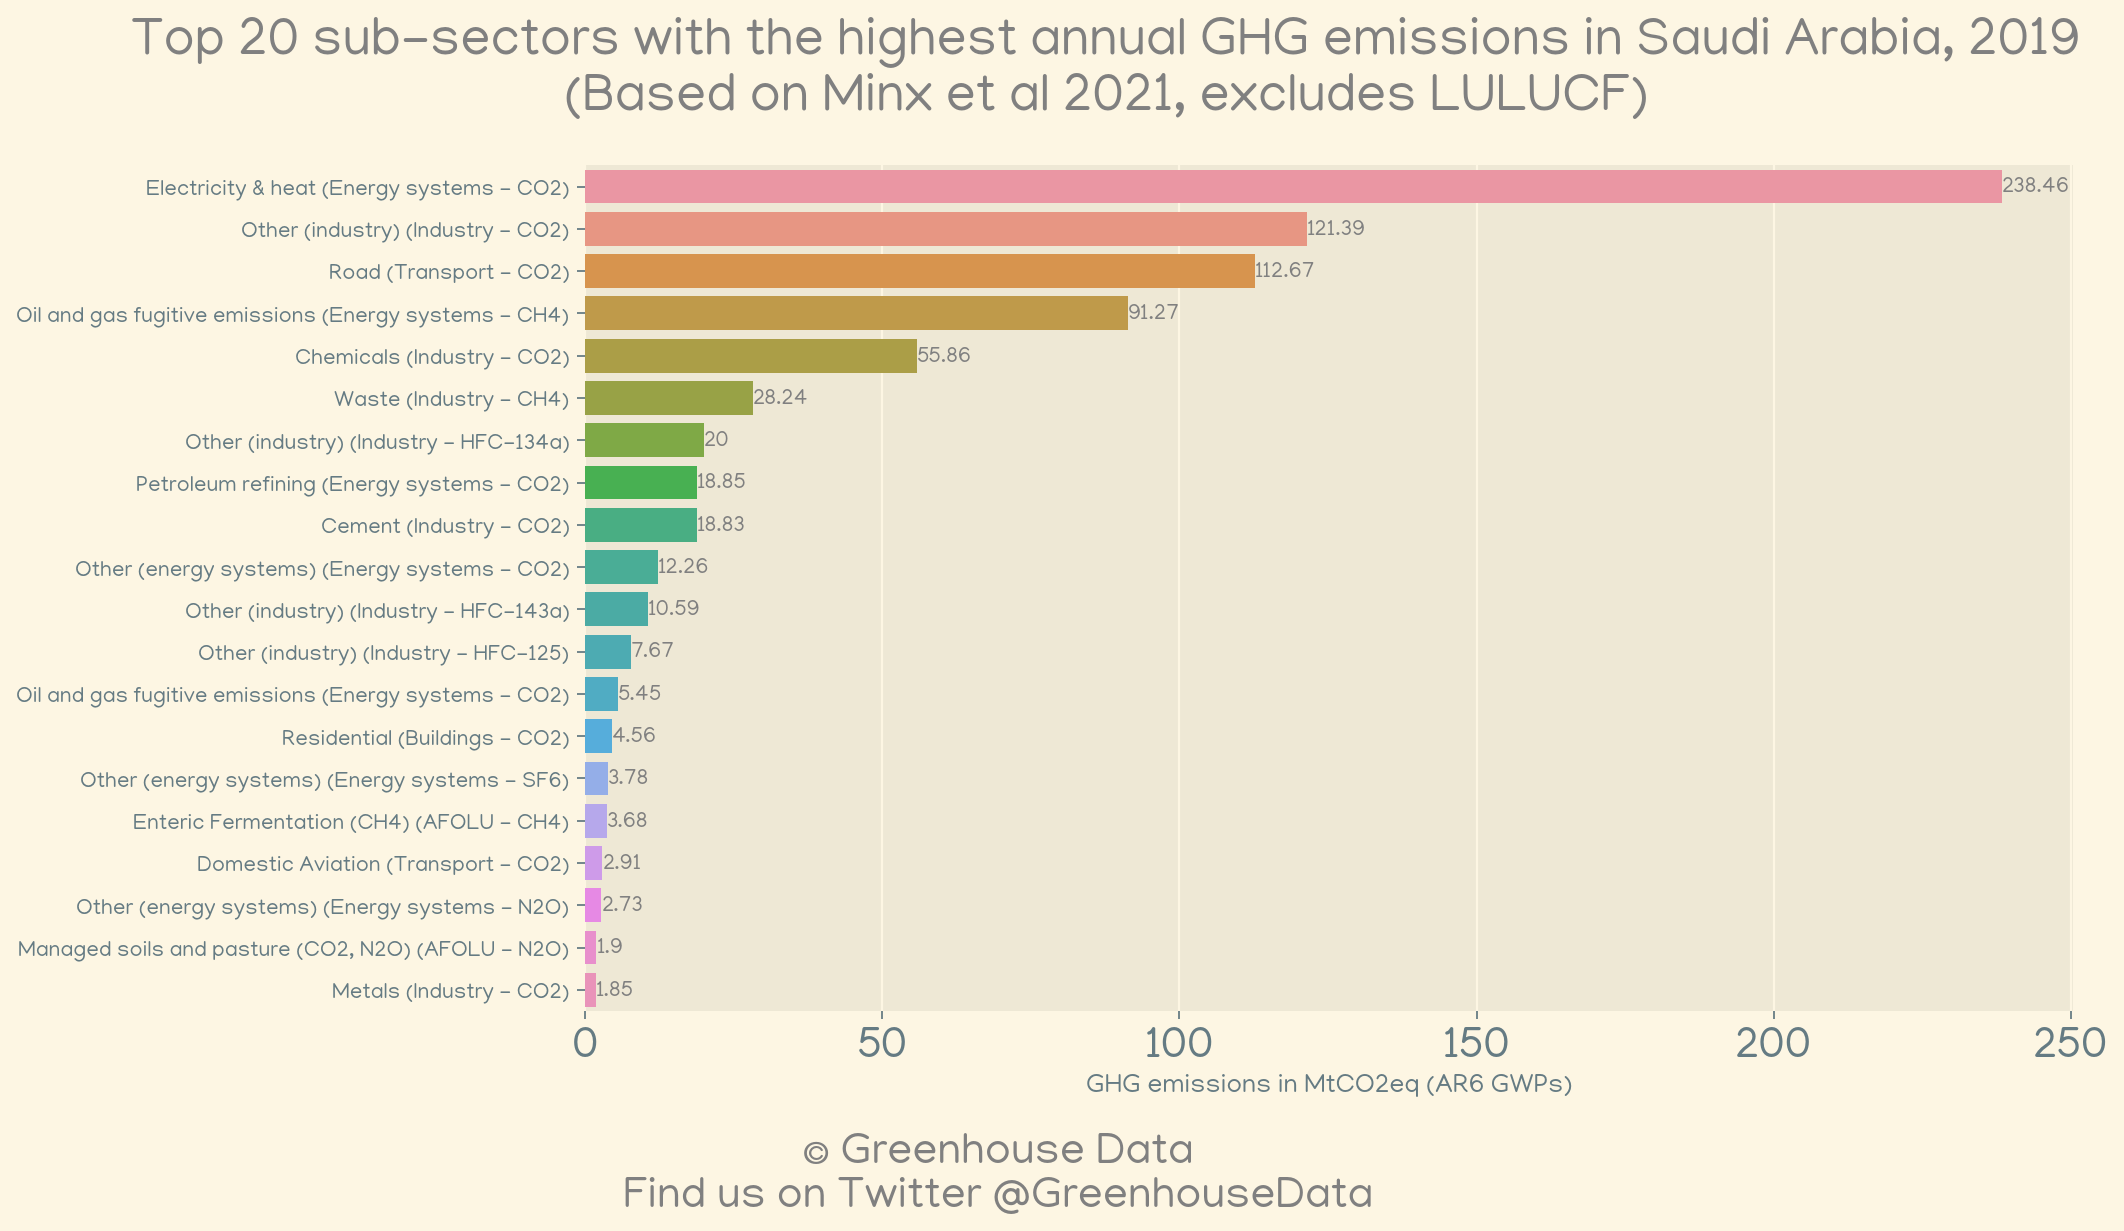 Top 20 sub-sectors with the highest annual GHG emissions in Saudi Arabia, 2019
(Based on Minx et al 2021, excludes LULUCF)
Electricity & heat (Energy systems - CO2) 238.46
Other (industry) (Industry - CO2) 121.39
Road (Transport - CO2) 112.67
Oil and gas fugitive emissions (Energy systems - CH4) 91.27
Chemicals (Industry - CO2) 55.86
Waste (Industry - CH4) 28.24
Other (industry) (Industry - HFC-134a) 20
Petroleum refining (Energy systems - CO2) 18.85
Cement (Industry - CO2) 18.83
Other (energy systems) (Energy systems - CO2) 12.26
Other (industry) (Industry - HFC-143a) 10.59
Other (industry) (Industry - HFC-125) 7.67
Oil and gas fugitive emissions (Energy systems - CO2) 5.45
Residential (Buildings - CO2) 4.56
Other (energy systems) (Energy systems - SF6) 3.78
Enteric Fermentation (CH4) (AFOLU - CH4) 3.68
Domestic Aviation (Transport - CO2) 2.91
Other (energy systems) (Energy systems - N2O) 2.73
Managed soils and pasture (CO2, N2O) (AFOLU - N2O) 1.9
Metals (Industry - CO2) 1.85
0 50 100 150 200 250
GHG emissions in MtCO2eq (AR6 GWPs)
© Greenhouse Data
Find us on Twitter @GreenhouseData